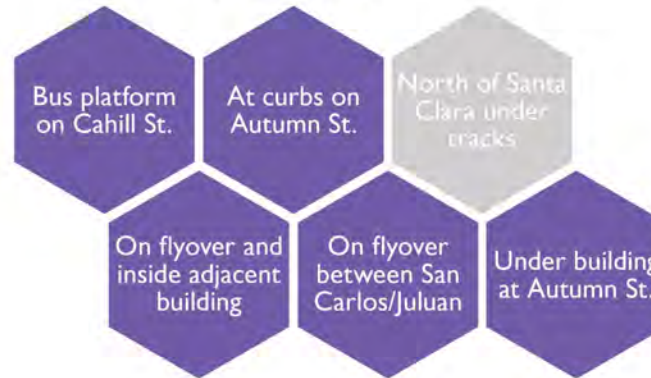 Bus platform
on Cahill St.
At curbs on
Autumn St.
North of Santa
Clara under
tracks
On flyover and
inside adjacent
building
On flyover
between San
Carlos/Juluan
Under building
at Autumn St.